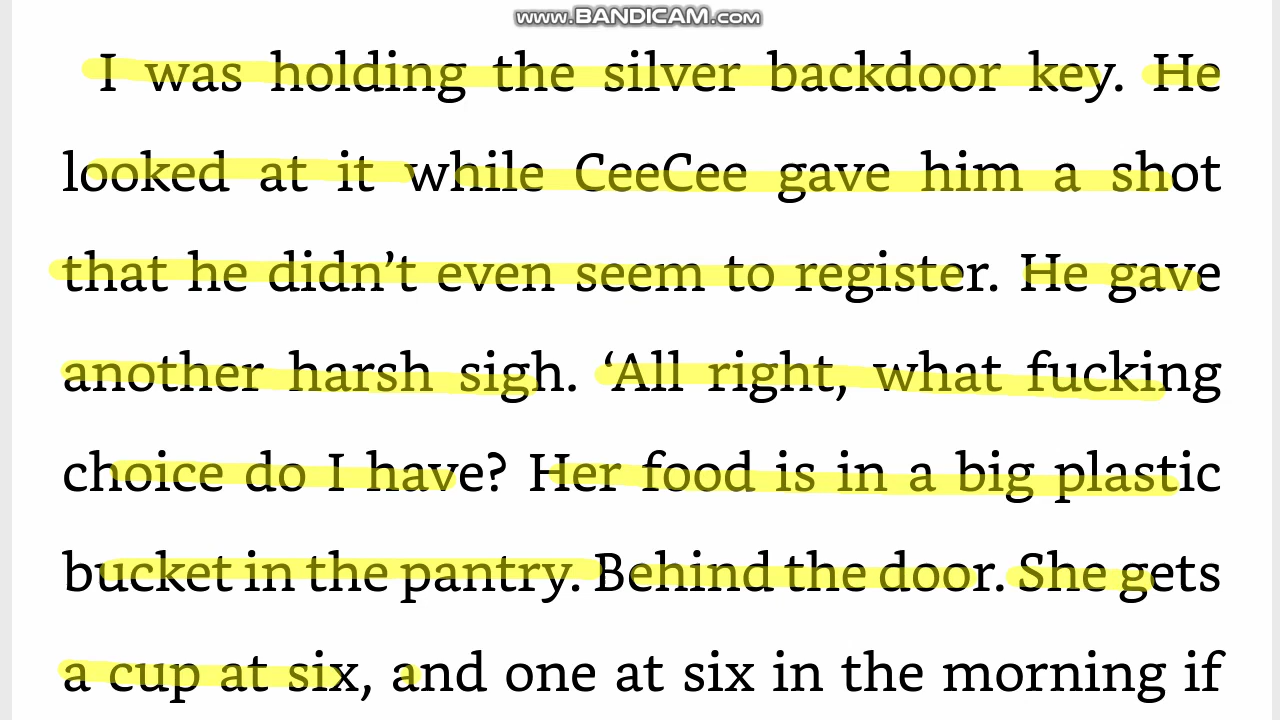 www.BANDICAM.com
I was holding the silver backdoor key. He
looked at it while CeeCee gave him a shot
that he didn’t even seem to register. He gave
another harsh sigh. ‘All right, what fucking
choice do I have? Her food is in a big plastic
bucket in the pantry. Behind the door. She gets
a cup at six, and one at six in the morning if